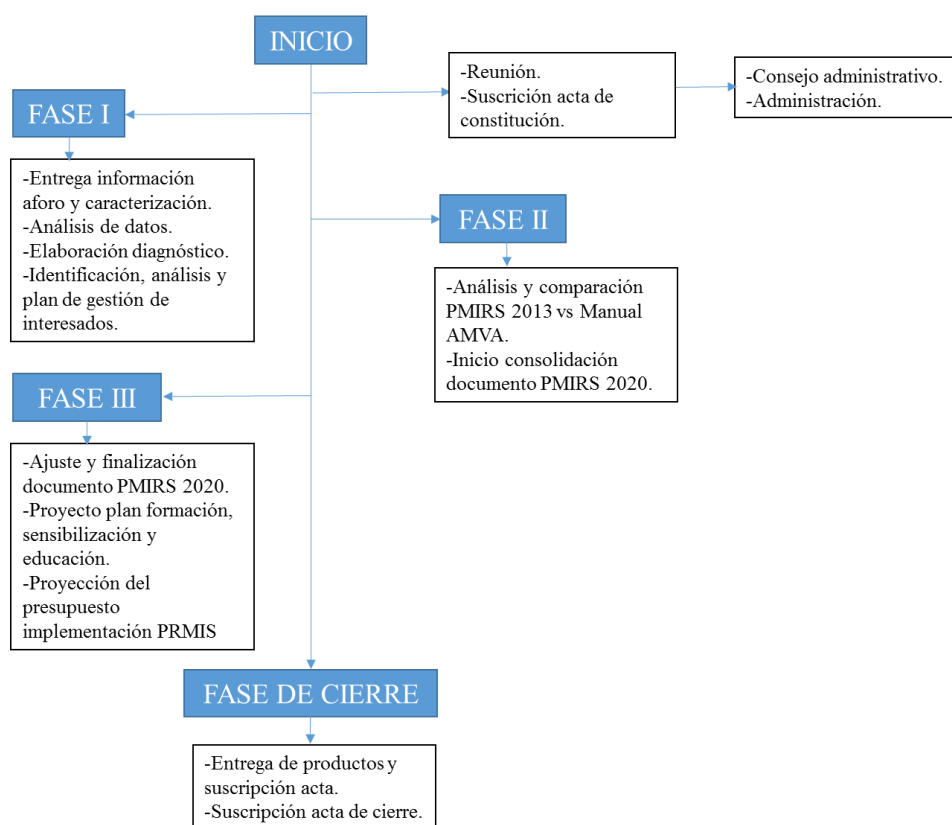 INICIO
-Reunión.
-Suscrición acta de
constitución.
-Consejo administrativo.
-Administración.
FASE I
-Entrega información
aforo y caracterización.
-Análisis de datos.
-Elaboración diagnóstico.
-Identificación, análisis y
plan de gestión de
interesados.
FASE II
-Análisis y comparación
PMIRS 2013 vs Manual
AMVA.
-Inicio consolidación
documento PMIRS 2020.
FASE III
-Ajuste y finalización
documento PMIRS 2020.
-Proyecto plan formación,
sensibilización y
educación.
-Proyección del
presupuesto
implementación PRMIS
FASE DE CIERRE
-Entrega de productos y
suscripción acta.
-Suscripción acta de cierre.